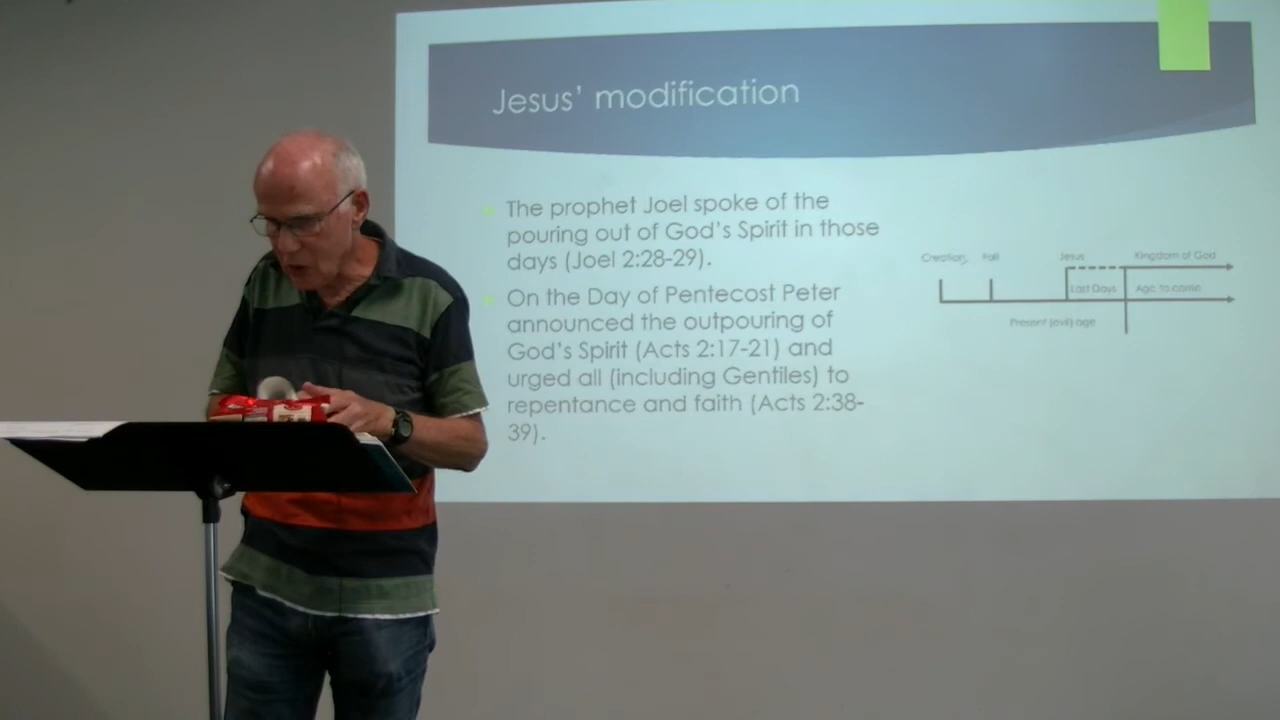 Jesus' modification
The prophet Joel spoke of the
pouring out of God's Spirit in those
days (Joel 2:28-29).
On the Day of Pentecost Peter
announced the outpouring of
God's Spirit (Acts 2:17-21) and
urged all (including Gentiles) to
repentance and faith (Acts 2:38-
39).
Creation Fall Jesus Kingdom of God
Last Days Age to come
Present (evil) age